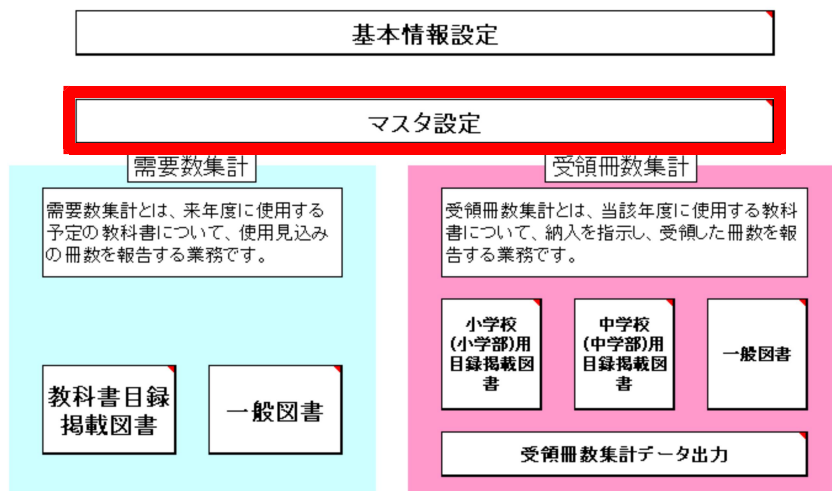 基本情報設定
マスタ設定
需要数集計
需要数集計とは、来年度に使用する
予定の教科書について、使用見込み
の冊数を報告する業務です。
教科書目録
掲載図書
一般図書
受領冊数集計
受領冊数集計とは、当該年度に使用する教科
書について、納入を指示し、受領した冊数を報
告する業務です。
小学校
(小学部)用
目録掲載図
書
中学校
(中学部)用
目録掲載図
書
一般図書
受領冊数集計データ出力